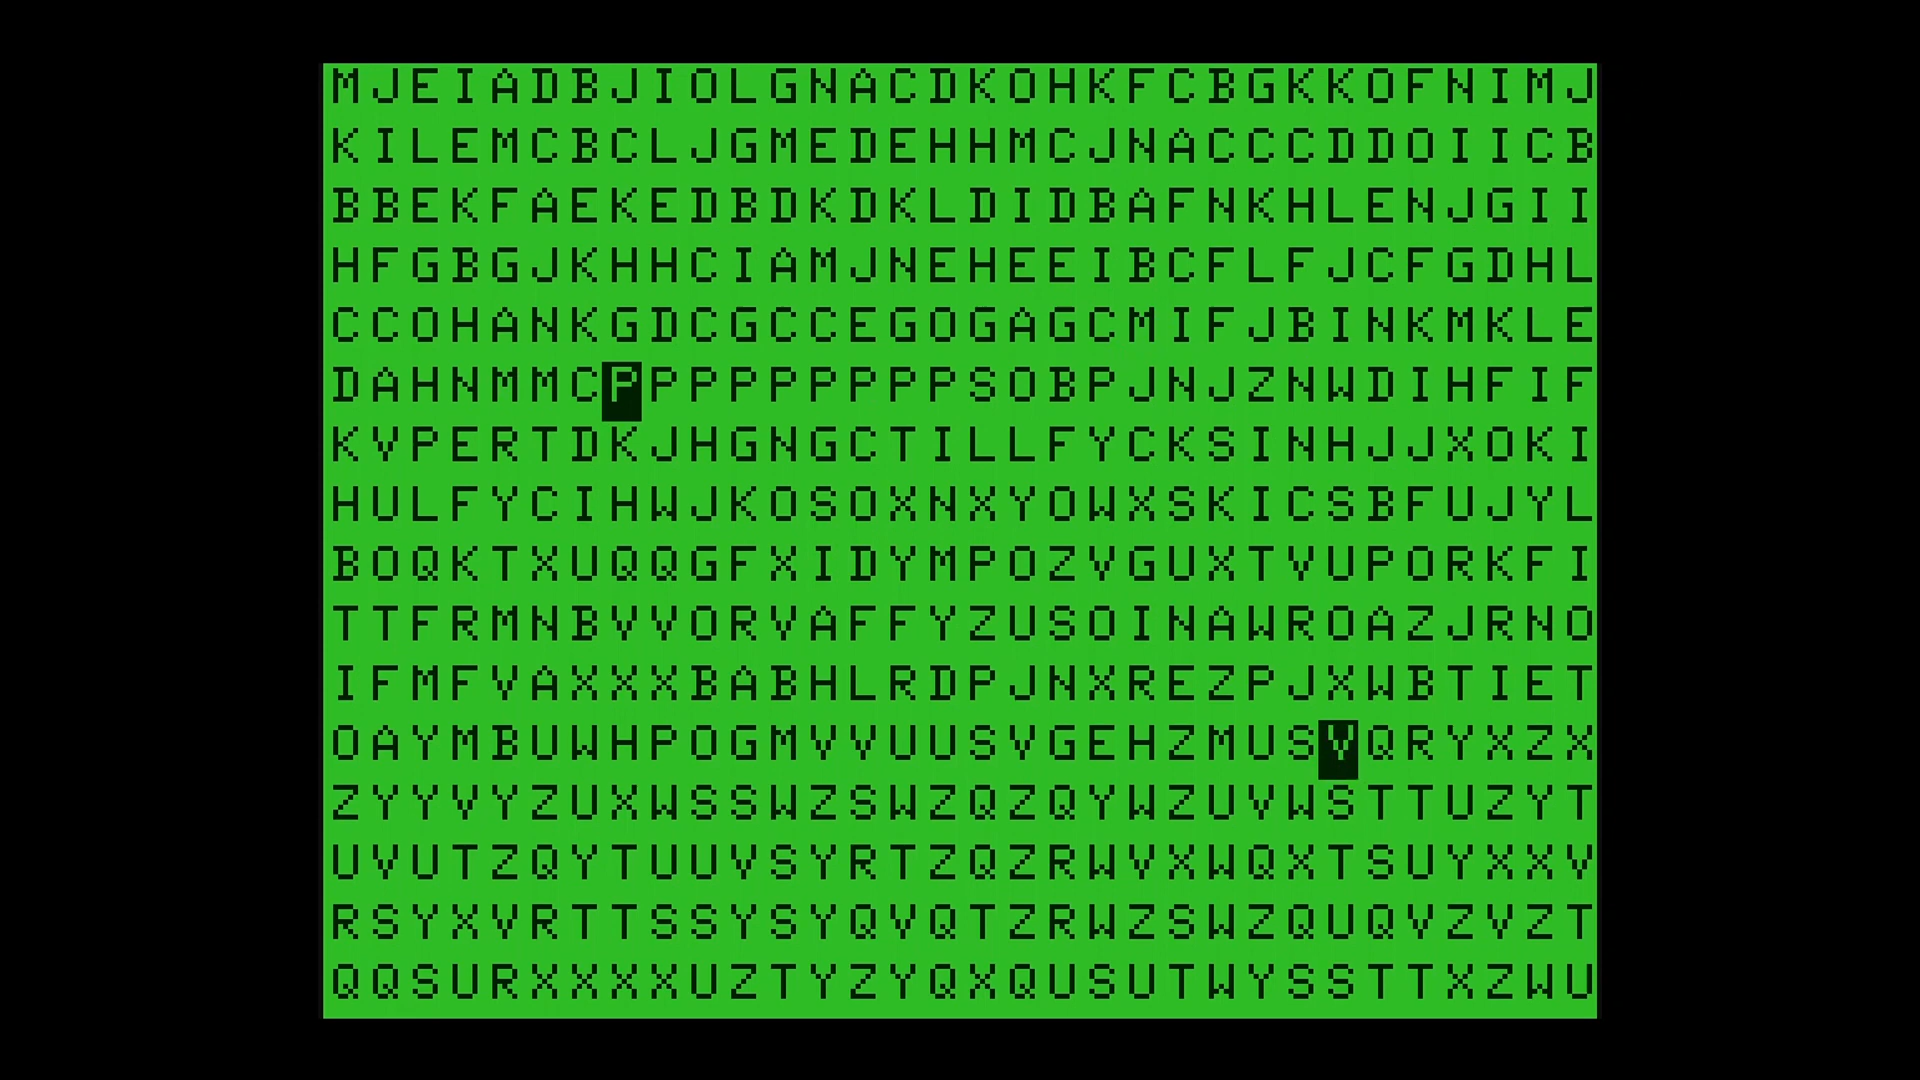 MJEIADBJIOLGNACDKOHKFCBGKKOFNIMJ
KILEMCBCLJGMEDEHHMCJNACCCDDOIICB
BBEKFAEKEDBDKDKLDIDBAFNKHLENJGII
HFGBGJKHHCIAMJNEHEEIBCFLFJCFGDHL
CCOHANKGDCGCCEGOGAGCMIFJBINKMKLE
DAHNMMCPPPPPPPPPSOBPJNJZNWDIHFIF
KVPERTDKJHGNGCTILLFYCKSINHJJXOKI
HULFYCIHWJKOSOXNXYOWXSKICSBFUJYL
BOQKTXUQQGFXIDYMPOZVGUXTVUPORKFI
TTFRMNBVVORVAFFYZUSOINAWROAZJRNO
IFMFVAXXXBABHLRDPJNXREZPJXWBTIET
OAYMBUWHPOGMVVUUSVGEHZMUSVQRYXZX
ZYYVYZUXWSSWZSWZQZQYWZUVWSTTUZYT
UVUTZQYTUUVSYRTZQZRWVXWQXTSUYXXV
RSYXVRTTSSYSYQVQTZRWZSWZQUQVZVZT
QQSURXXXXUZTYZYQXQUSUTWYSSTTXZWU